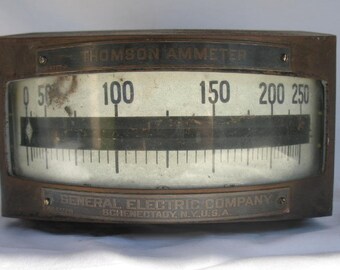 THOMSON AMMETER
0 50 100 150 200 250
GENERAL ELECTRIC COMPANY
SCHENECTADY, N.Y., U.S.A.